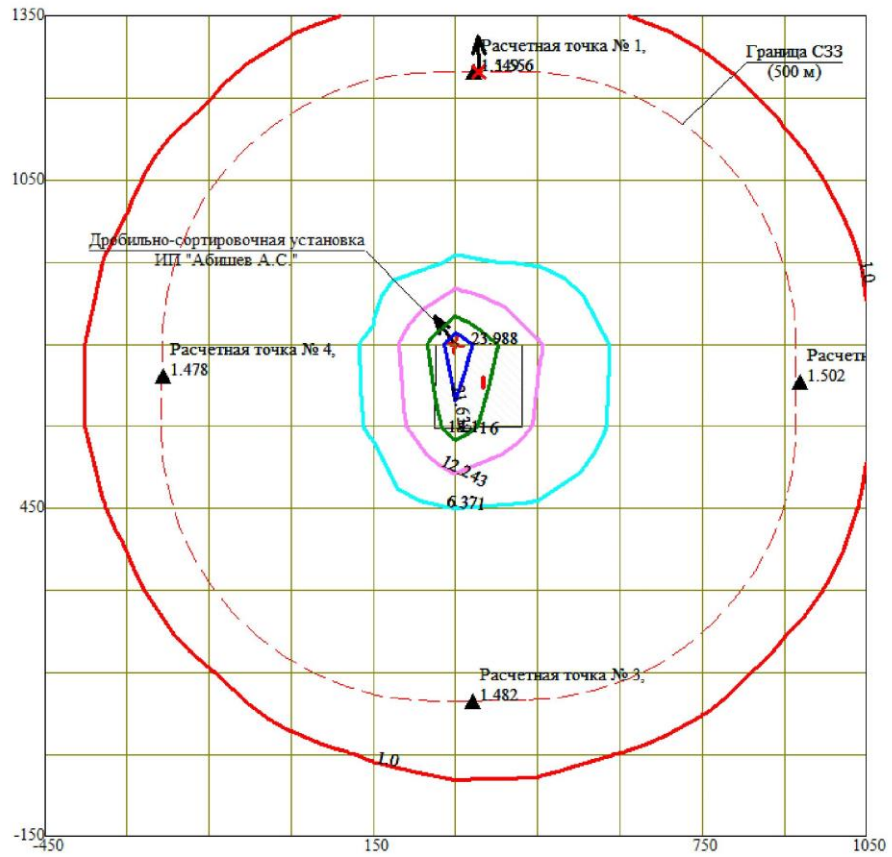 1350
Расчетная точка № 1,
Граница СЗЗ
(500 м)
1050
Дробильно-сортировочная установка
ИП "Абишев А.С."
1.0
23.988
Расчетная точка № 4,
1.478
Расчетн
1.502
12.243
450
6.371
Расчетная точка № 3,
1.482
1.0
-150
-450
150
750
1050